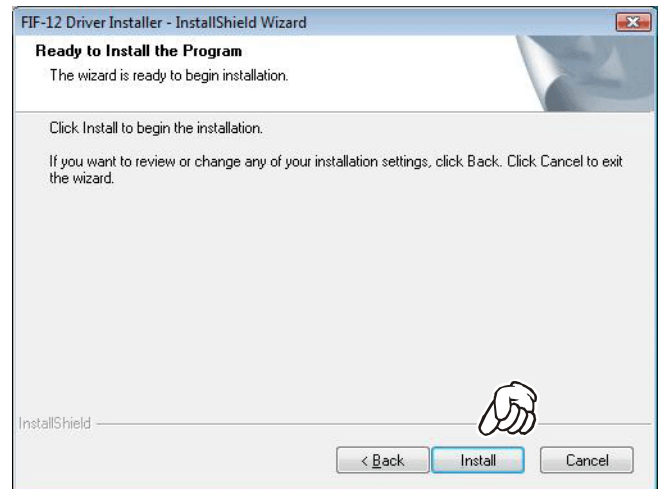 FIF-12 Driver Installer - InstallShield Wizard
Ready to Install the Program
The wizard is ready to begin installation.
Click Install to begin the installation.
If you want to review or change any of your installation settings, click Back. Click Cancel to exit
the wizard.
InstallShield
< Back Install Cancel